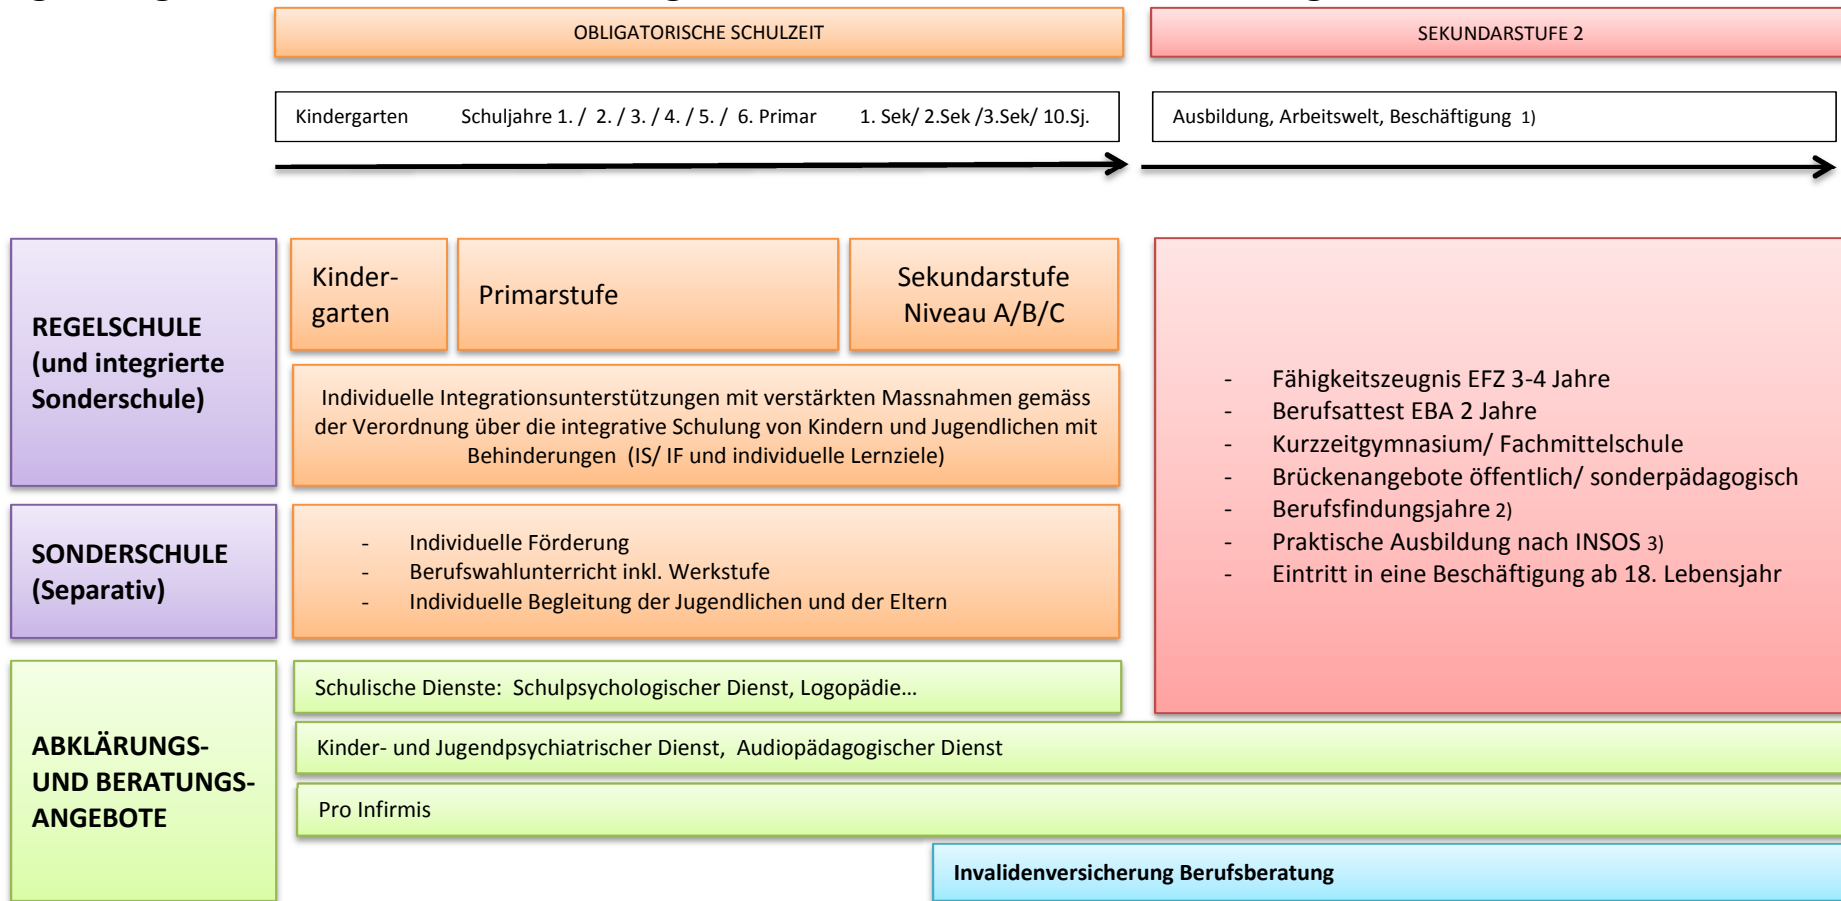 OBLIGATORISCHE SCHULZEIT
SEKUNDARSTUFE 2
Kindergarten Schuljahre 1. / 2. / 3. / 4. / 5. / 6. Primar 1. Sek/ 2.Sek /3.Sek/ 10.Sj.
Ausbildung, Arbeitswelt, Beschäftigung 1)
REGELSCHULE
(und integrierte
Sonderschule)
Kinder-
garten
Primarstufe
Sekundarstufe
Niveau A/B/C
Individuelle Integrationsunterstützungen mit verstärkten Massnahmen gemäss
der Verordnung über die integrative Schulung von Kindern und Jugendlichen mit
Behinderungen (IS/ IF und individuelle Lernziele)
- Fähigkeitszeugnis EFZ 3-4 Jahre
- Berufsattest EBA 2 Jahre
- Kurzzeitgymnasium/ Fachmittelschule
- Brückenangebote öffentlich/ sonderpädagogisch
- Berufsfindungsjahre 2)
- Praktische Ausbildung nach INSOS 3)
- Eintritt in eine Beschäftigung ab 18. Lebensjahr
SONDERSCHULE
(Separativ)
- Individuelle Förderung
- Berufswahlunterricht inkl. Werkstufe
- Individuelle Begleitung der Jugendlichen und der Eltern
ABKLÄRUNGS-
UND BERATUNGS-
ANGEBOTE
Schulische Dienste: Schulpsychologischer Dienst, Logopädie…
Kinder- und Jugendpsychiatrischer Dienst, Audiopädagogischer Dienst
Pro Infirmis
Invalidenversicherung Berufsberatung